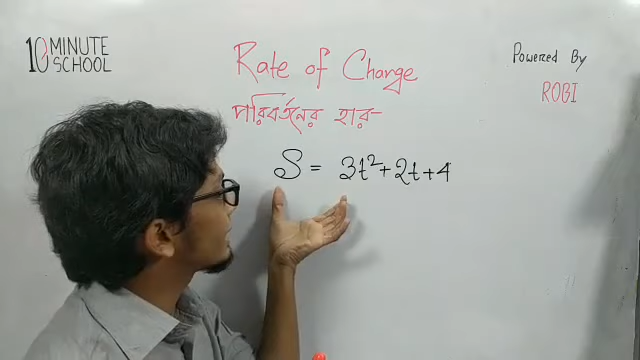 10 MINUTE SCHOOL
Powered By
ROBI
Rate of Change
পরিবর্তনের হার-
S = 3t²+2t+4